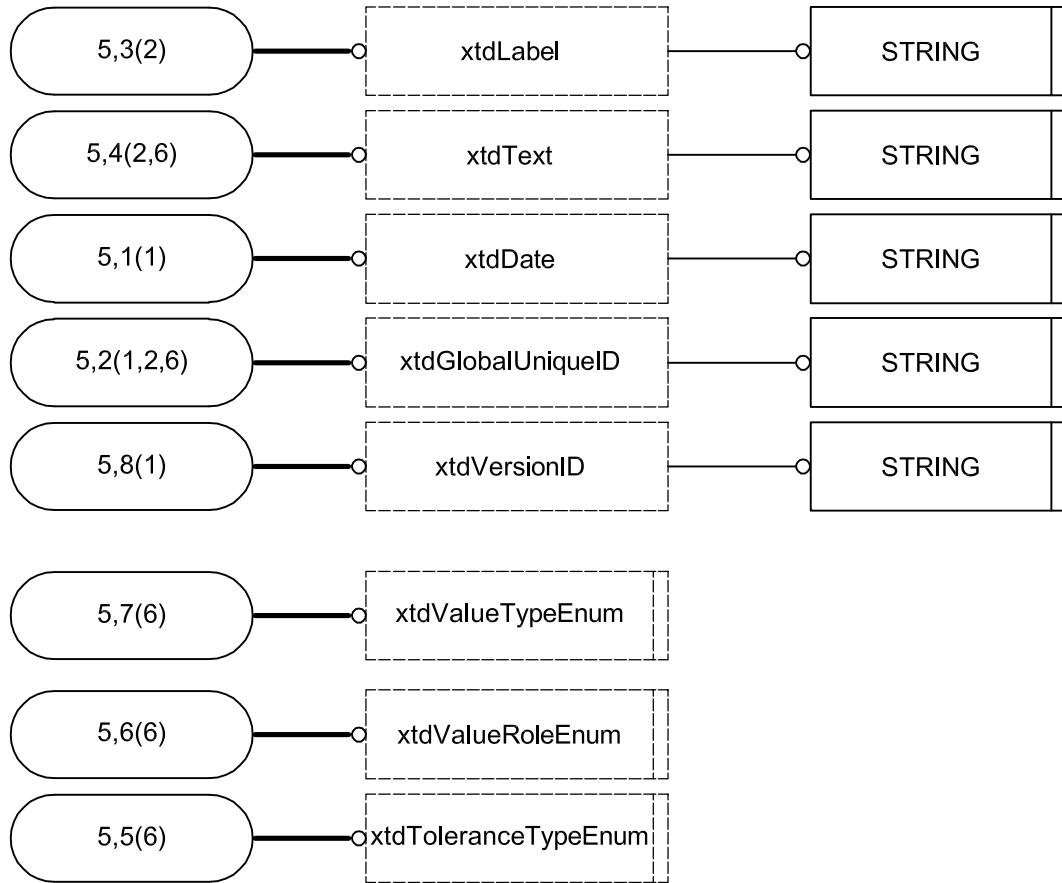 5,3(2) xtdLabel STRING
5,4(2,6) xtdText STRING
5,1(1) xtdDate STRING
5,2(1,2,6) xtdGlobalUniqueID STRING
5,8(1) xtdVersionID STRING
5,7(6) xtdValueTypeEnum
5,6(6) xtdValueRoleEnum
5,5(6) xtdToleranceTypeEnum